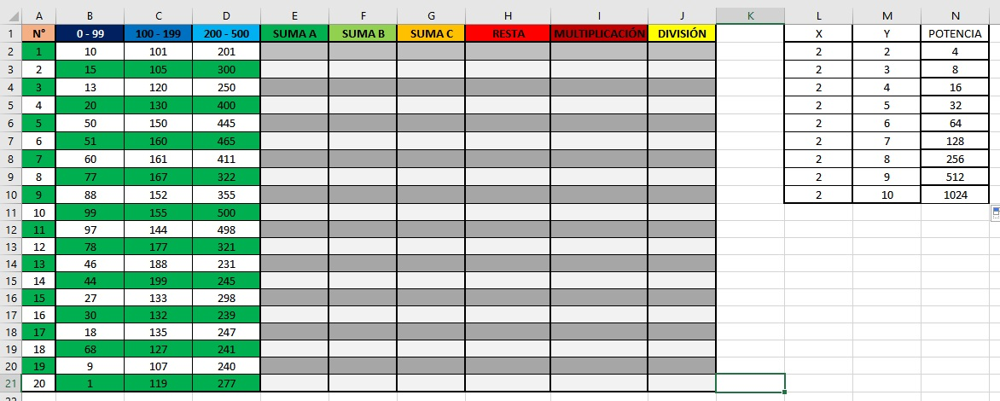 A B C D E F G H I J K L M N
1 N° 0 - 99 100 - 199 200 - 500 SUMA A SUMA B SUMA C RESTA MULTIPLICACIÓN DIVISIÓN X Y POTENCIA
2 1 10 101 201 2 2 4
3 2 15 105 300 2 3 8
4 3 13 120 250 2 4 16
5 4 20 130 400 2 5 32
6 5 50 150 445 2 6 64
7 6 51 160 465 2 7 128
8 7 60 161 411 2 8 256
9 8 77 167 322 2 9 512
10 9 88 152 355 2 10 1024
11 10 99 155 500
12 11 97 144 498
13 12 78 177 321
14 13 46 188 231
15 14 44 199 245
16 15 27 133 298
17 16 30 132 239
18 17 18 135 247
19 18 68 127 241
20 19 9 107 240
21 20 1 119 277